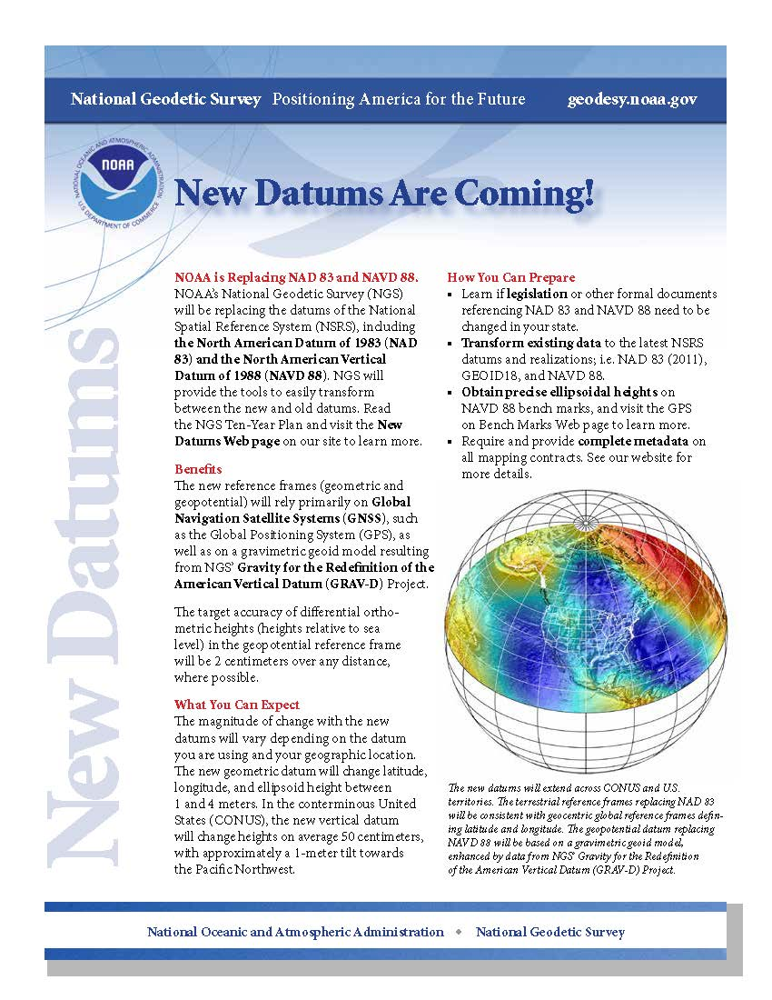 National Geodetic Survey Positioning America for the Future geodesy.noaa.gov
NATIONAL OCEANIC AND ATMOSPHERIC ADMINISTRATION
NOAA
U.S. DEPARTMENT OF COMMERCE
New Datums Are Coming!
New Datums
NOAA is Replacing NAD 83 and NAVD 88.
NOAA's National Geodetic Survey (NGS)
will be replacing the datums of the National
Spatial Reference System (NSRS), including
the North American Datum of 1983 (NAD
83) and the North American Vertical
Datum of 1988 (NAVD 88). NGS will
provide the tools to easily transform
between the new and old datums. Read
the NGS Ten-Year Plan and visit the New
Datums Web page on our site to learn more.
Benefits
The new reference frames (geometric and
geopotential) will rely primarily on Global
Navigation Satellite Systems (GNSS), such
as the Global Positioning System (GPS), as
well as on a gravimetric geoid model resulting
from NGS' Gravity for the Redefinition of the
American Vertical Datum (GRAV-D) Project.
The target accuracy of differential ortho-
metric heights (heights relative to sea
level) in the geopotential reference frame
will be 2 centimeters over any distance,
where possible.
What You Can Expect
The magnitude of change with the new
datums will vary depending on the datum
you are using and your geographic location.
The new geometric datum will change latitude,
longitude, and ellipsoid height between
1 and 4 meters. In the conterminous United
States (CONUS), the new vertical datum
will change heights on average 50 centimeters,
with approximately a 1-meter tilt towards
the Pacific Northwest.
How You Can Prepare
▪ Learn if legislation or other formal documents
referencing NAD 83 and NAVD 88 need to be
changed in your state.
▪ Transform existing data to the latest NSRS
datums and realizations; i.e. NAD 83 (2011),
GEOID18, and NAVD 88.
▪ Obtain precise ellipsoidal heights on
NAVD 88 bench marks, and visit the GPS
on Bench Marks Web page to learn more.
▪ Require and provide complete metadata on
all mapping contracts. See our website for
more details.
The new datums will extend across CONUS and U.S.
territories. The terrestrial reference frames replacing NAD 83
will be consistent with geocentric global reference frames defin-
ing latitude and longitude. The geopotential datum replacing
NAVD 88 will be based on a gravimetric geoid model,
enhanced by data from NGS' Gravity for the Redefinition
of the American Vertical Datum (GRAV-D) Project.
National Oceanic and Atmospheric Administration • National Geodetic Survey